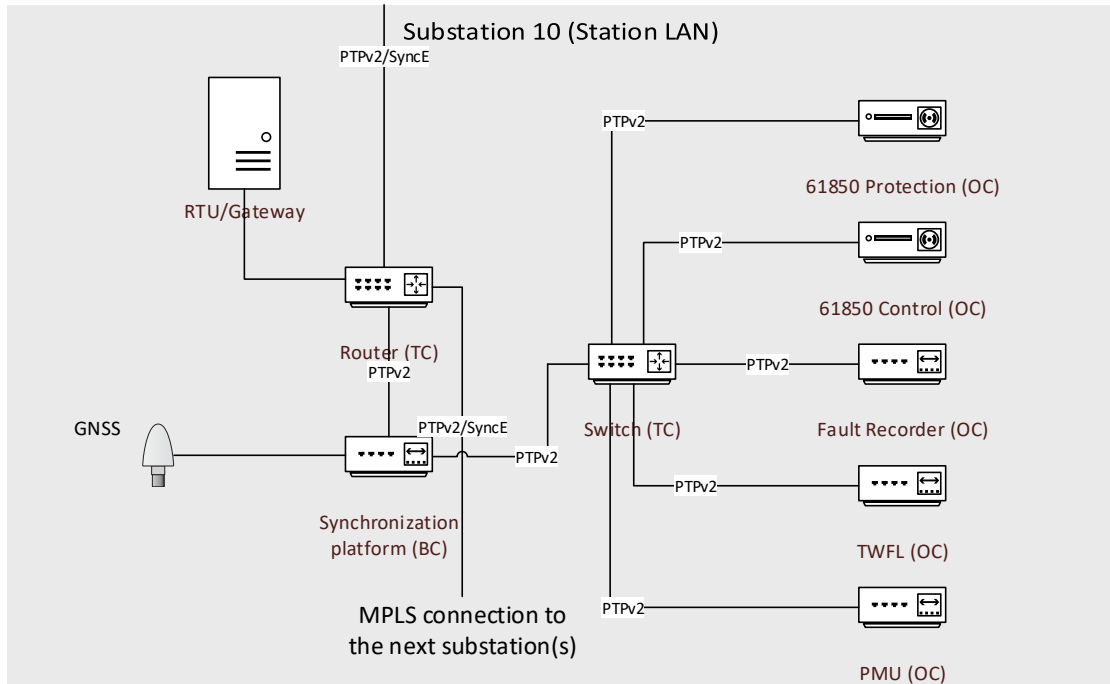 Substation 10 (Station LAN)
PTPv2/SyncE
PTPv2
61850 Protection (OC)
RTU/Gateway
PTPv2
61850 Control (OC)
Router (TC)
PTPv2
PTPv2
GNSS
PTPv2/SyncE
Switch (TC)
Fault Recorder (OC)
PTPv2
PTPv2
Synchronization
platform (BC)
TWFL (OC)
MPLS connection to
the next substation(s)
PTPv2
PMU (OC)